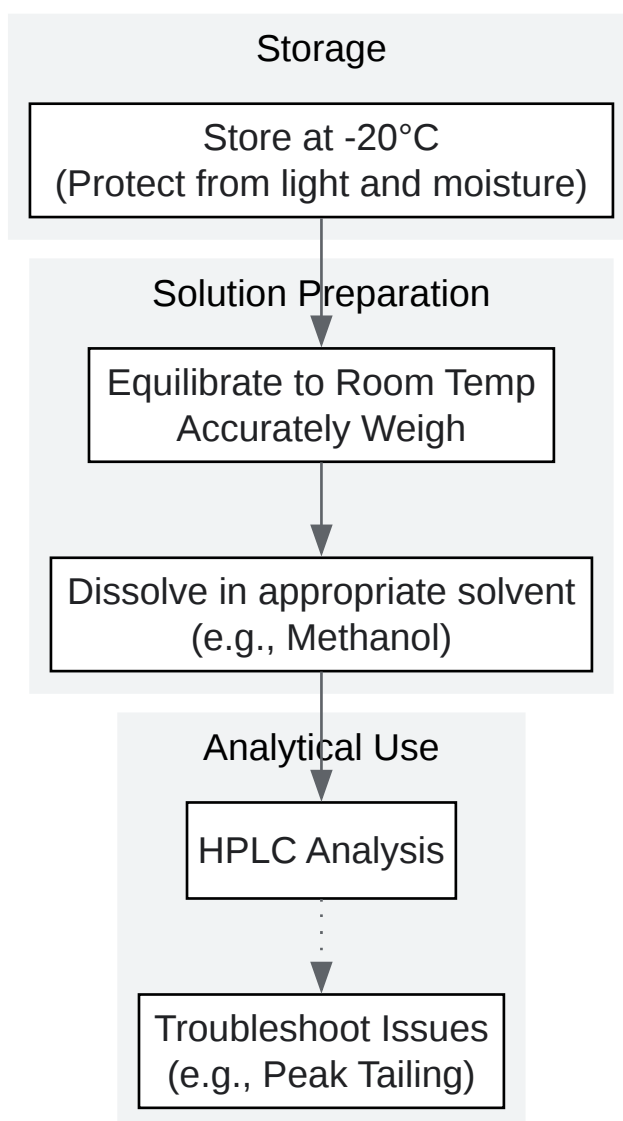 Storage
Store at -20°C
(Protect from light and moisture)
Solution Preparation
Equilibrate to Room Temp
Accurately Weigh
Dissolve in appropriate solvent
(e.g., Methanol)
Analytical Use
HPLC Analysis
Troubleshoot Issues
(e.g., Peak Tailing)